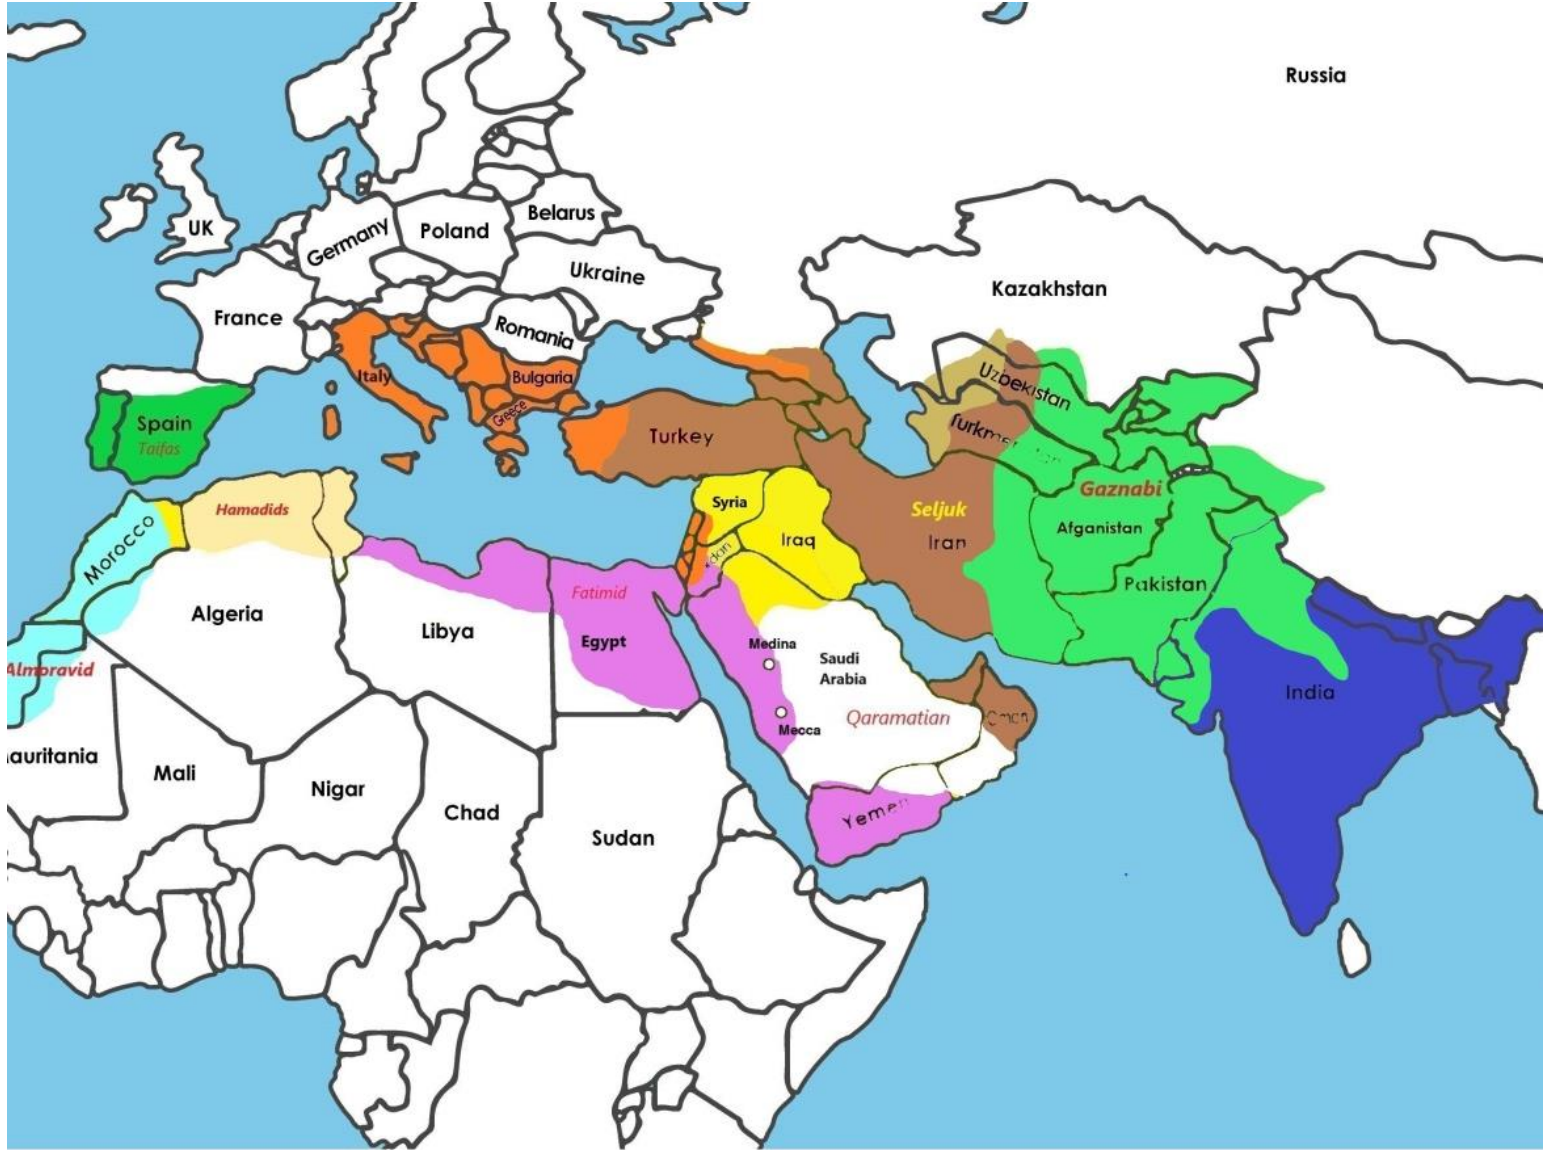 Russia
UK
Germany
Poland
Belarus
Ukraine
Kazakhstan
France
Romania
Italy
Bulgaria
Greece
Uzbekistan
Spain
Taifas
Turkey
Hamadids
Morocco
Syria
Iraq
Seljuk
Iran
Gaznabi
Afganistan
Pakistan
Algeria
Libya
Fatimid
Egypt
Medina
Saudi
Arabia
Mecca
Qaramatian
India
Almoravid
auritania
Mali
Nigar
Chad
Sudan
Yemen